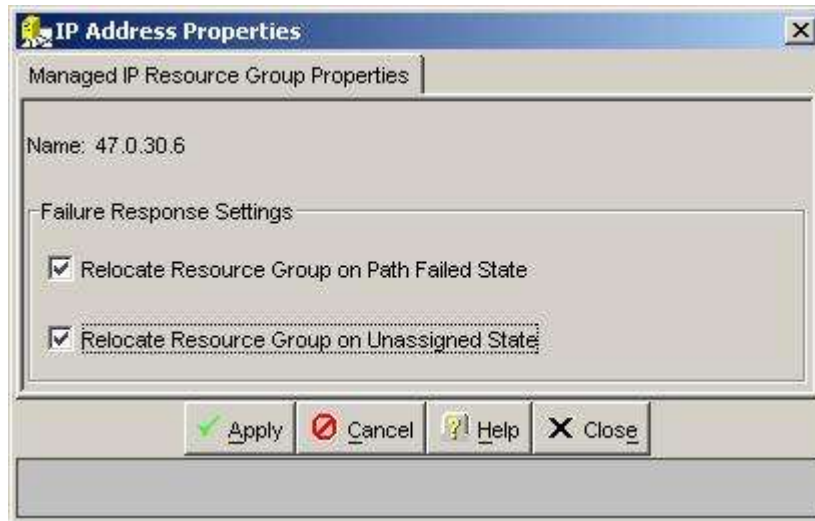 IP Address Properties
Managed IP Resource Group Properties
Name: 47.0.30.6
Failure Response Settings
Relocate Resource Group on Path Failed State
Relocate Resource Group on Unassigned State
Apply Cancel Help Close